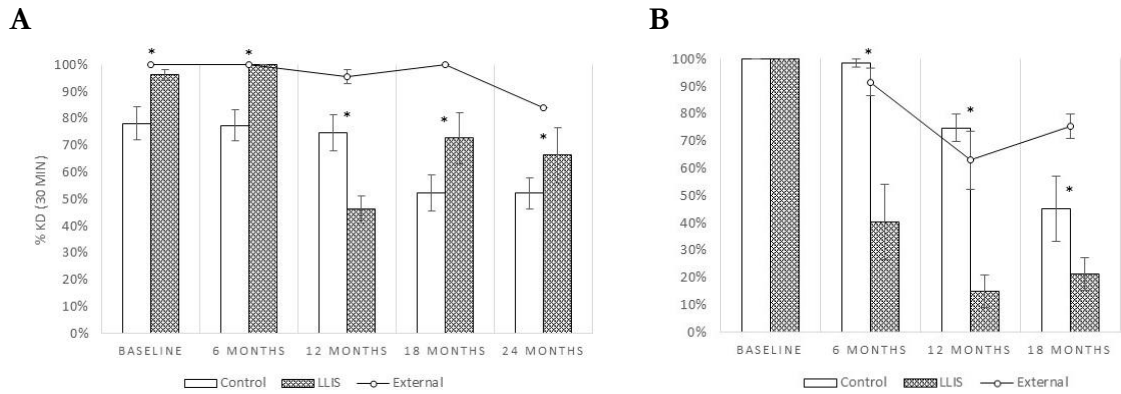 A
B
* * * * *
100%
90%
80%
70%
60%
50%
40%
30%
20%
10%
0%
% KD (30 MIN)
BASELINE 6 MONTHS 12 MONTHS 18 MONTHS 24 MONTHS
Control LLIS External
* * *
100%
90%
80%
70%
60%
50%
40%
30%
20%
10%
0%
BASELINE 6 MONTHS 12 MONTHS 18 MONTHS
Control LLIS External